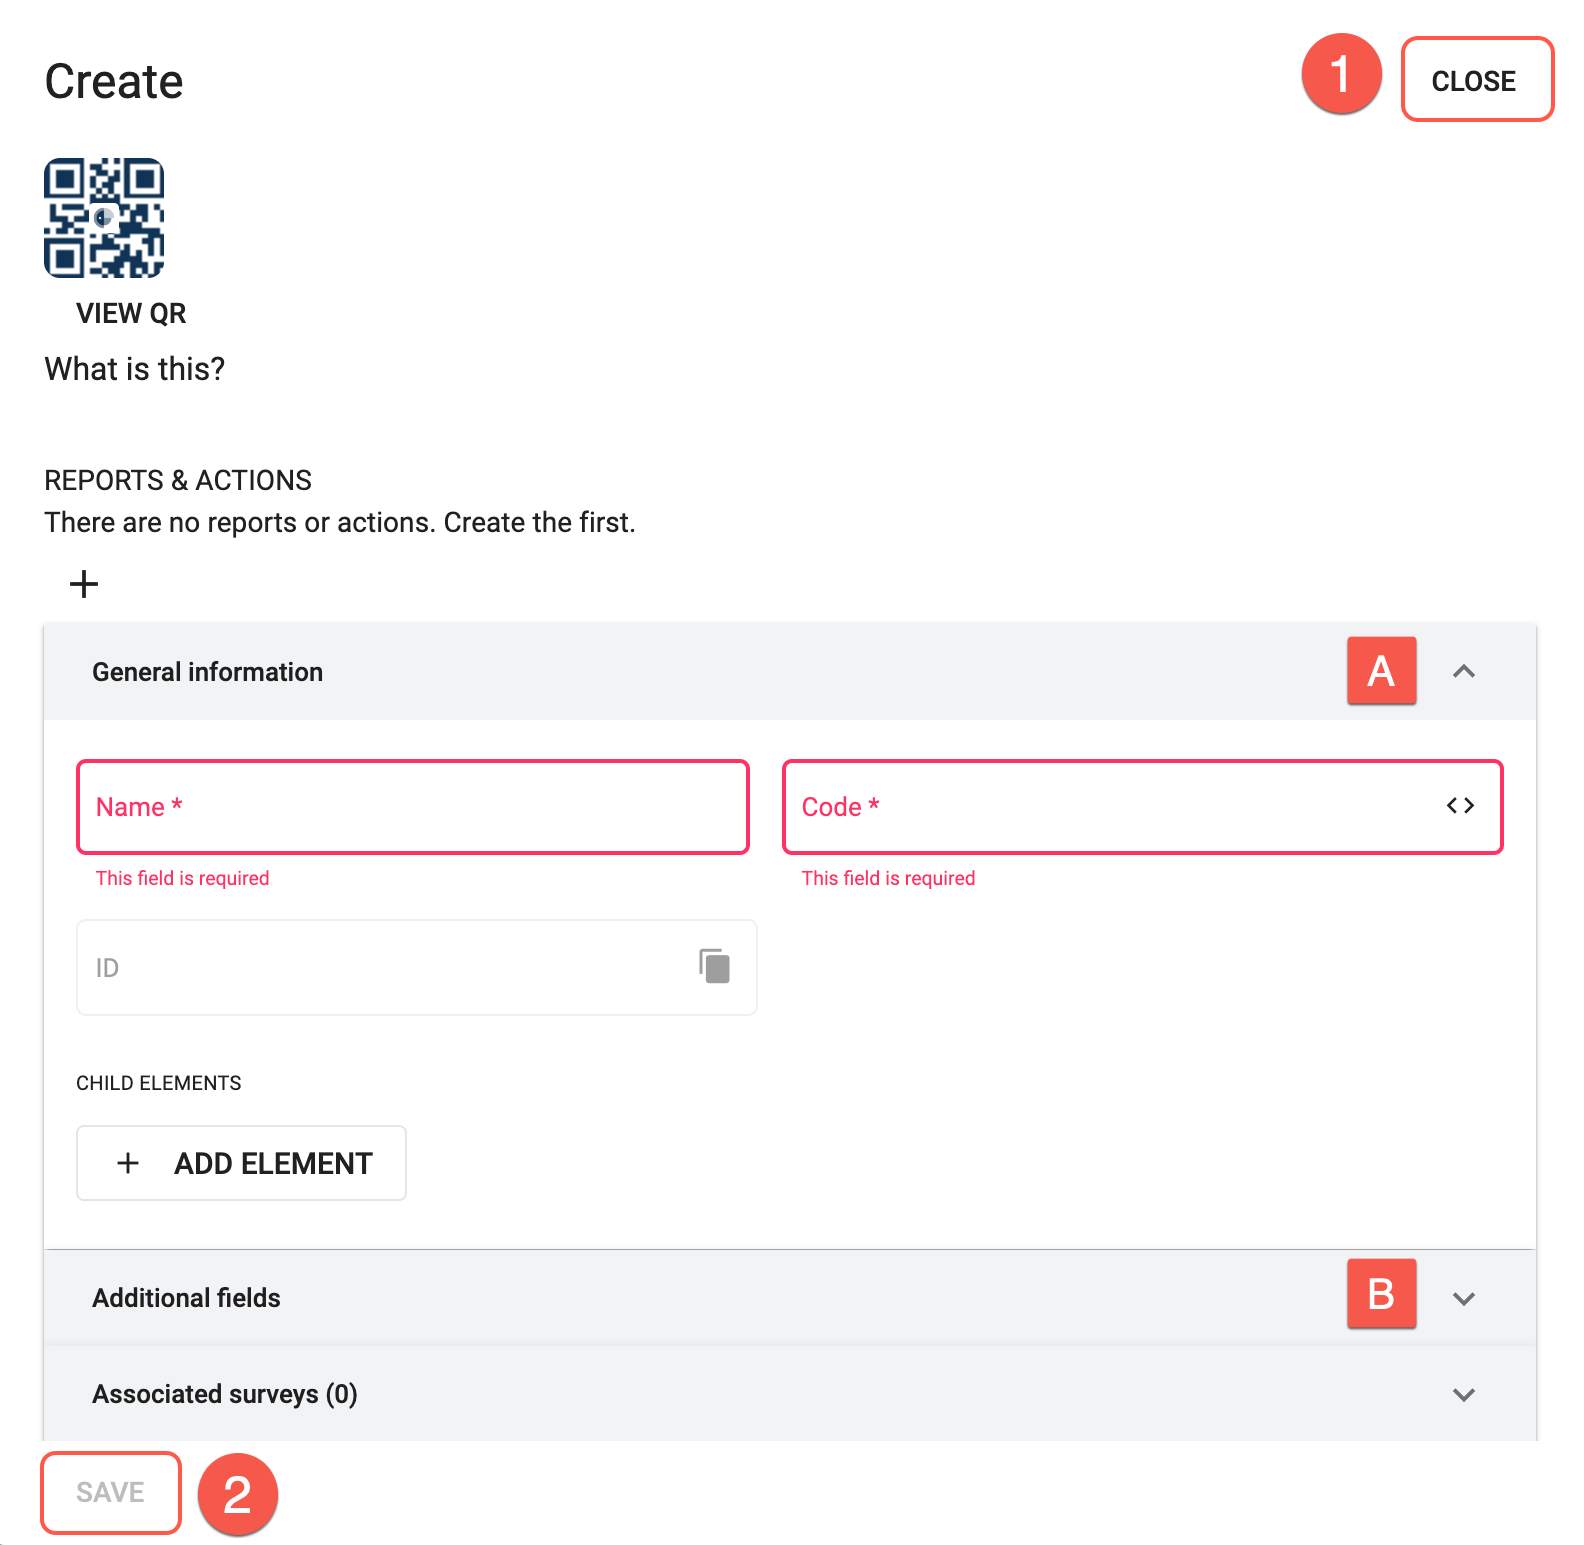 Create
1
CLOSE
VIEW QR
What is this?
REPORTS & ACTIONS
There are no reports or actions. Create the first.
General information
A
Name *
Code *
This field is required
This field is required
ID
CHILD ELEMENTS
ADD ELEMENT
Additional fields
B
Associated surveys (0)
SAVE
2